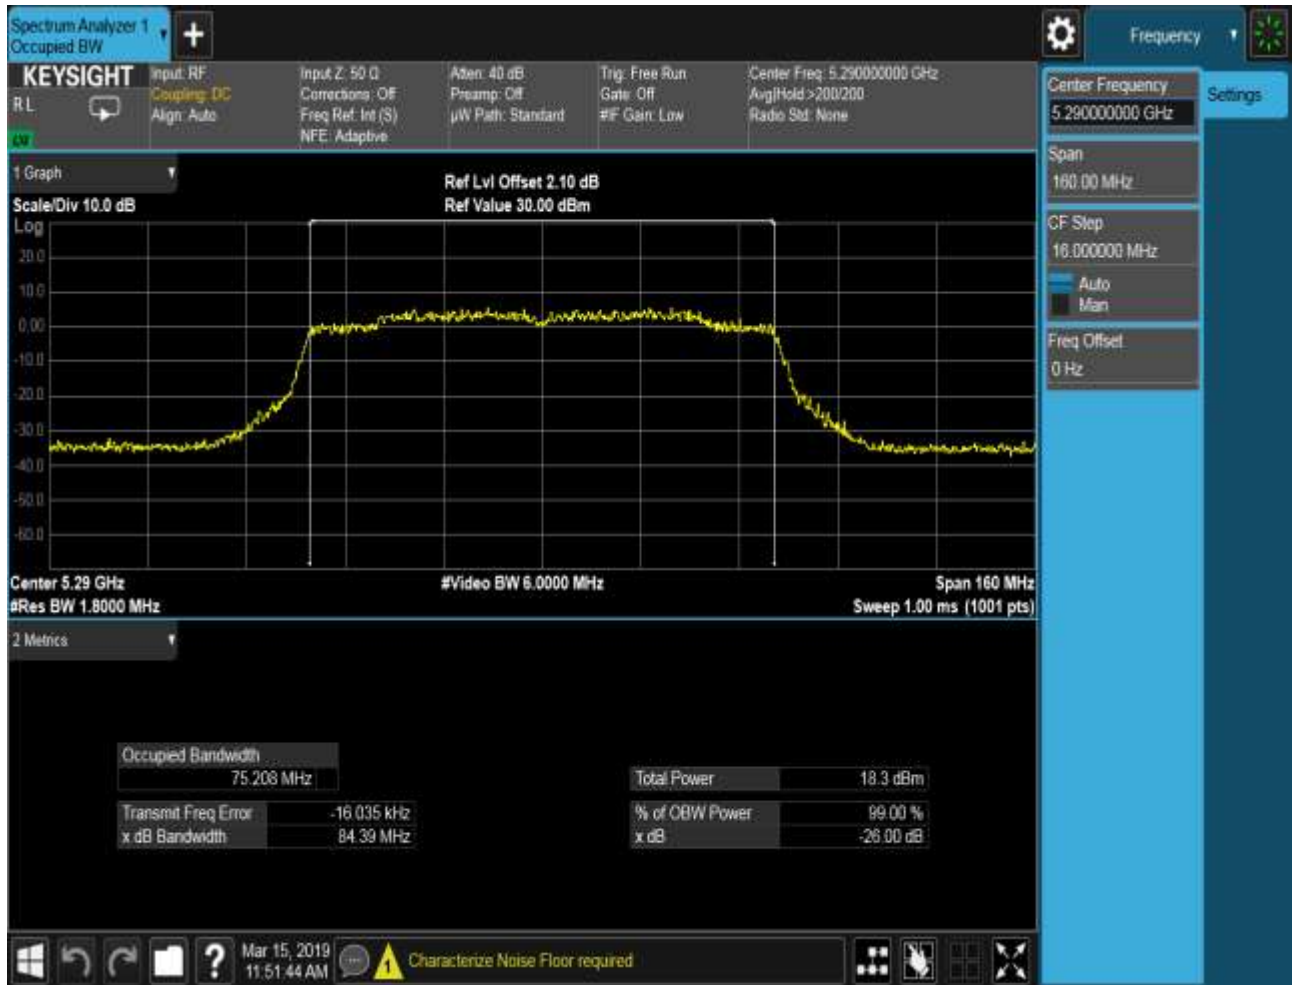 Spectrum Analyzer 1
Occupied BW
Frequency
KEYSIGHT
R L
Input: RF
Coupling: DC
Align: Auto
Input Z: 50 Ω
Corrections: Off
Freq Ref: Int (S)
NFE: Adaptive
Atten: 40 dB
Preamp: Off
µW Path: Standard
Trig: Free Run
Gate: Off
#IF Gain: Low
Center Freq: 5.290000000 GHz
Avg|Hold:>200/200
Radio Std: None
Center Frequency
5.290000000 GHz
Settings
Span
160.00 MHz
CF Step
16.000000 MHz
Auto
Man
Freq Offset
0 Hz
1 Graph
Scale/Div 10.0 dB
Ref Lvl Offset 2.10 dB
Ref Value 30.00 dBm
Log
20.0
10.0
0.00
-10.0
-20.0
-30.0
-40.0
-50.0
-60.0
Center 5.29 GHz
#Video BW 6.0000 MHz
Span 160 MHz
#Res BW 1.8000 MHz
Sweep 1.00 ms (1001 pts)
2 Metrics
Occupied Bandwidth
75.208 MHz
Total Power 18.3 dBm
Transmit Freq Error -16.035 kHz
% of OBW Power 99.00 %
x dB Bandwidth 84.39 MHz
x dB -26.00 dB
?
Mar 15, 2019
11:51:44 AM
1
Characterize Noise Floor required